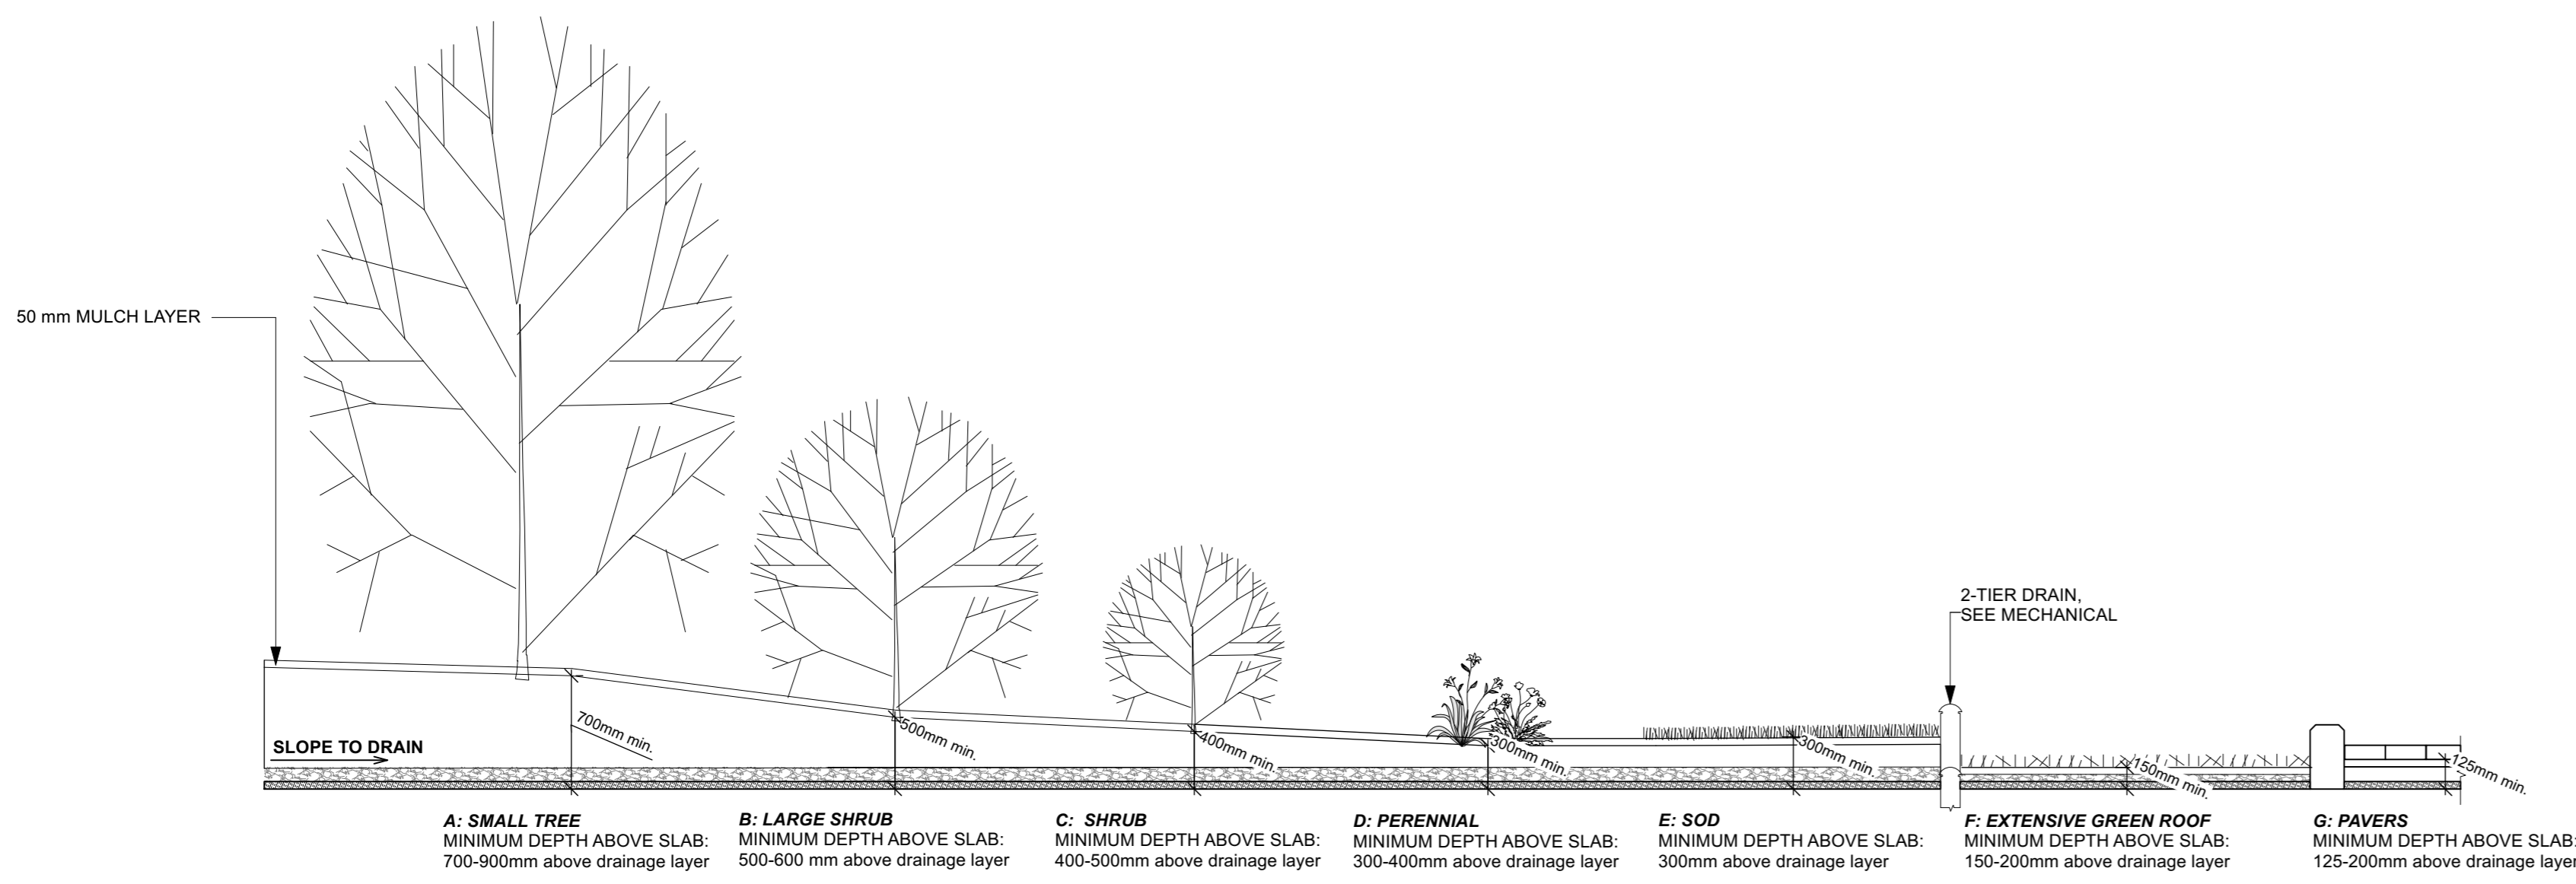 50 mm MULCH LAYER
2-TIER DRAIN,
SEE MECHANICAL
SLOPE TO DRAIN
700mm min.
500mm min.
400mm min.
300mm min.
300mm min.
150mm min.
125mm min.
A: SMALL TREE
MINIMUM DEPTH ABOVE SLAB:
700-900mm above drainage layer
B: LARGE SHRUB
MINIMUM DEPTH ABOVE SLAB:
500-600 mm above drainage layer
C: SHRUB
MINIMUM DEPTH ABOVE SLAB:
400-500mm above drainage layer
D: PERENNIAL
MINIMUM DEPTH ABOVE SLAB:
300-400mm above drainage layer
E: SOD
MINIMUM DEPTH ABOVE SLAB:
300mm above drainage layer
F: EXTENSIVE GREEN ROOF
MINIMUM DEPTH ABOVE SLAB:
150-200mm above drainage layer
G: PAVERS
MINIMUM DEPTH ABOVE SLAB:
125-200mm above drainage layer